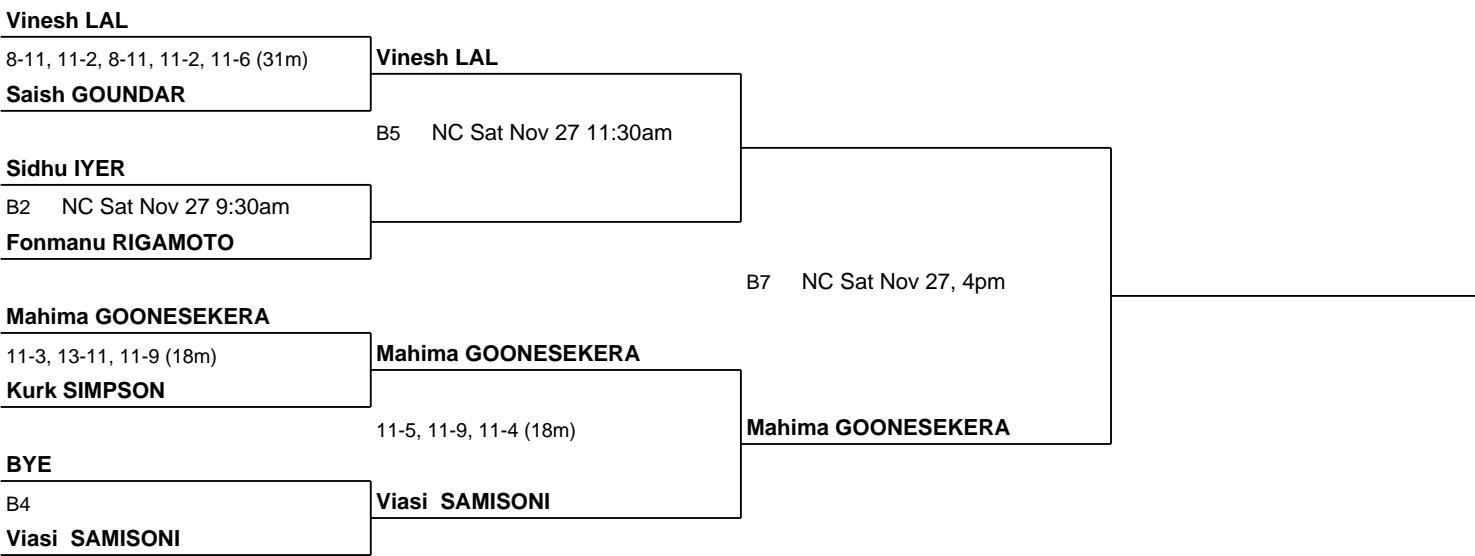 Vinesh LAL
8-11, 11-2, 8-11, 11-2, 11-6 (31m)
Saish GOUNDAR
Vinesh LAL
B5 NC Sat Nov 27 11:30am
Sidhu IYER
B2 NC Sat Nov 27 9:30am
Fonmanu RIGAMOTO
B7 NC Sat Nov 27, 4pm
Mahima GOONESEKERA
11-3, 13-11, 11-9 (18m)
Kurk SIMPSON
Mahima GOONESEKERA
11-5, 11-9, 11-4 (18m)
Mahima GOONESEKERA
BYE
B4
Viasi  SAMISONI
Viasi  SAMISONI